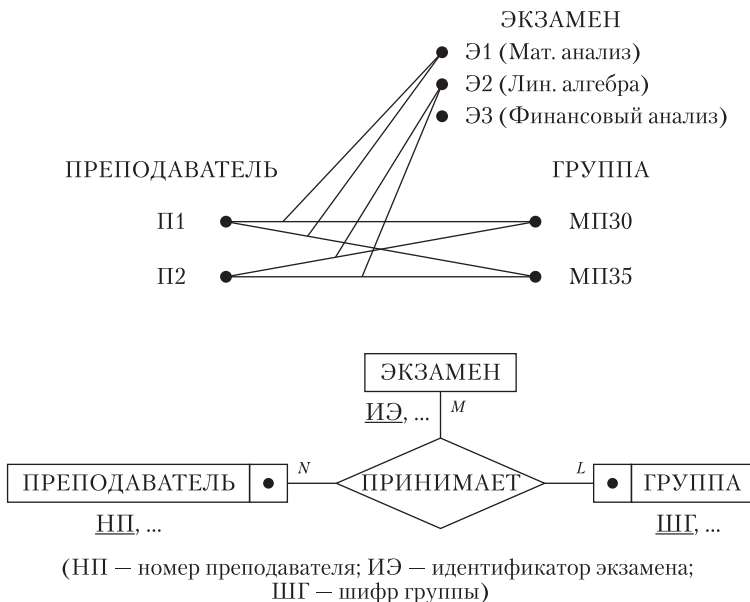 ЭКЗАМЕН
Э1 (Мат. анализ)
Э2 (Лин. алгебра)
Э3 (Финансовый анализ)
ПРЕПОДАВАТЕЛЬ ГРУППА
П1 МП30
П2 МП35
ЭКЗАМЕН
ИЭ, ... M
ПРЕПОДАВАТЕЛЬ N ПРИНИМАЕТ L ГРУППА
НП, ... ШГ, ...
(НП — номер преподавателя; ИЭ — идентификатор экзамена;
ШГ — шифр группы)